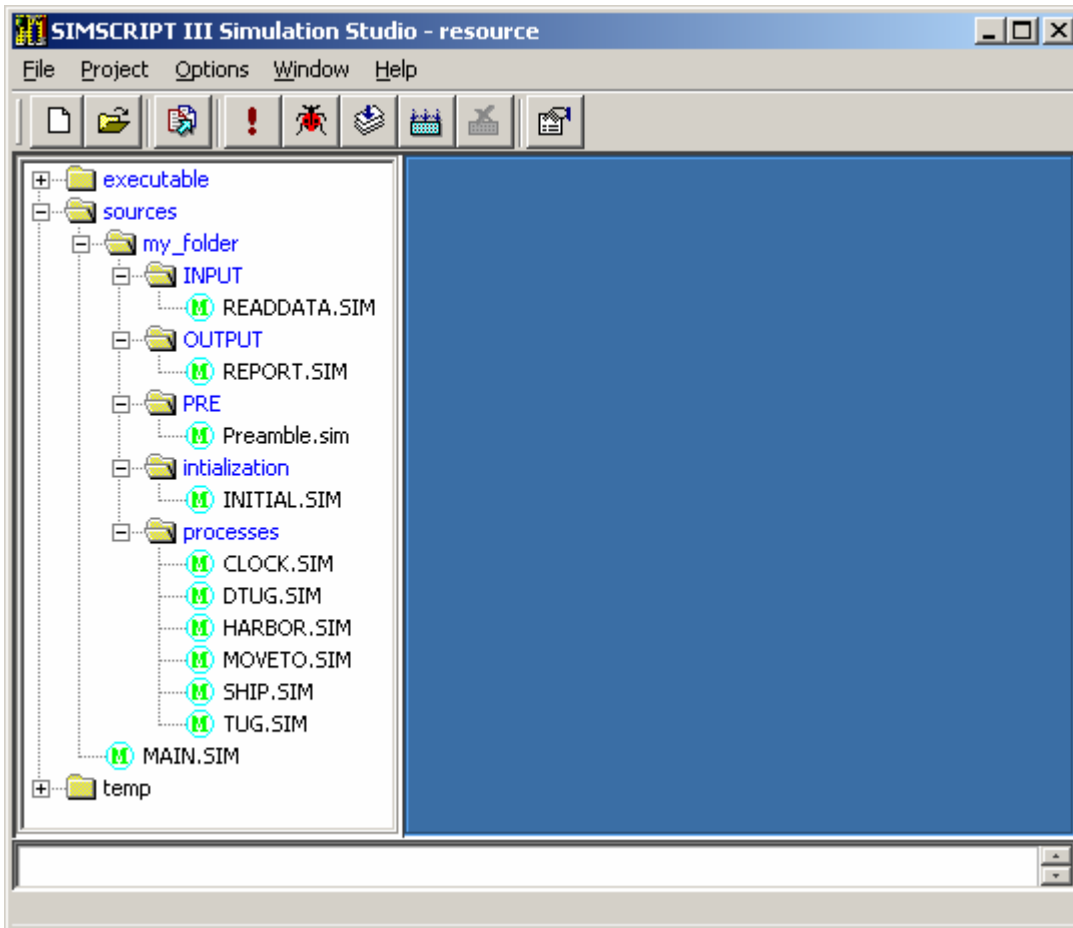 SIMSCRIPT III Simulation Studio - resource
File Project Options Window Help
executable
sources
my_folder
INPUT
M READDATA.SIM
OUTPUT
M REPORT.SIM
PRE
M Preamble.sim
intialization
M INITIAL.SIM
processes
M CLOCK.SIM
M DTUG.SIM
M HARBOR.SIM
M MOVETO.SIM
M SHIP.SIM
M TUG.SIM
M MAIN.SIM
temp